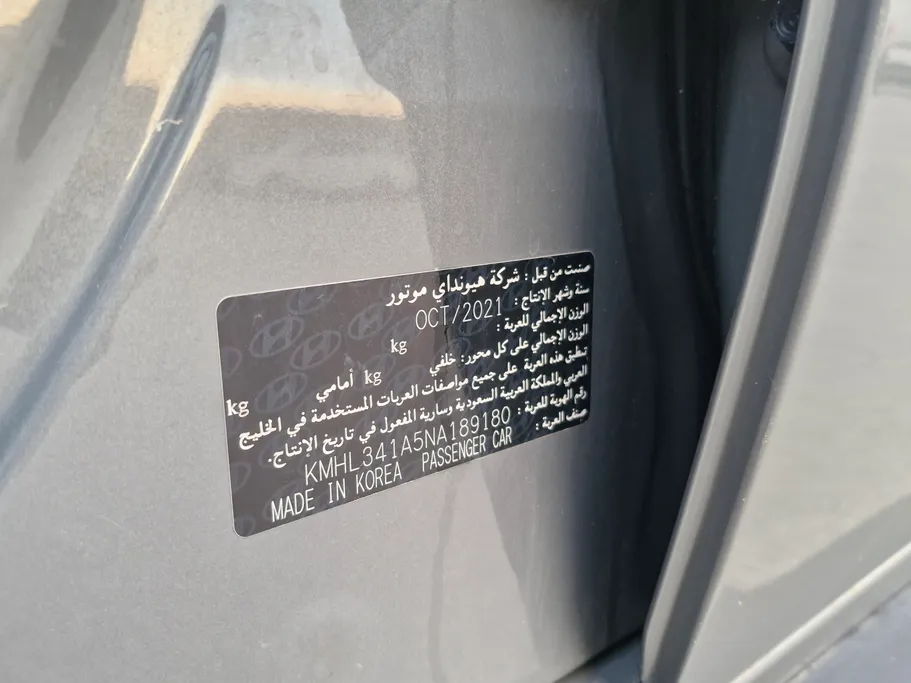 صنعت من قبل : شركة هيونداي موتور
سنة وشهر الإنتاج : OCT/2021
الوزن الإجمالي للعربة : kg
الوزن الإجمالي على كل محور : خلفي kg أمامي kg
تنطبق هذه العربة على جميع مواصفات العربات المستخدمة في الخليج
العربي والمملكة العربية السعودية وسارية المفعول في تاريخ الإنتاج.
رقم الهوية للعربة : KMHL341A5NA189180
صنف العربة : PASSENGER CAR MADE IN KOREA